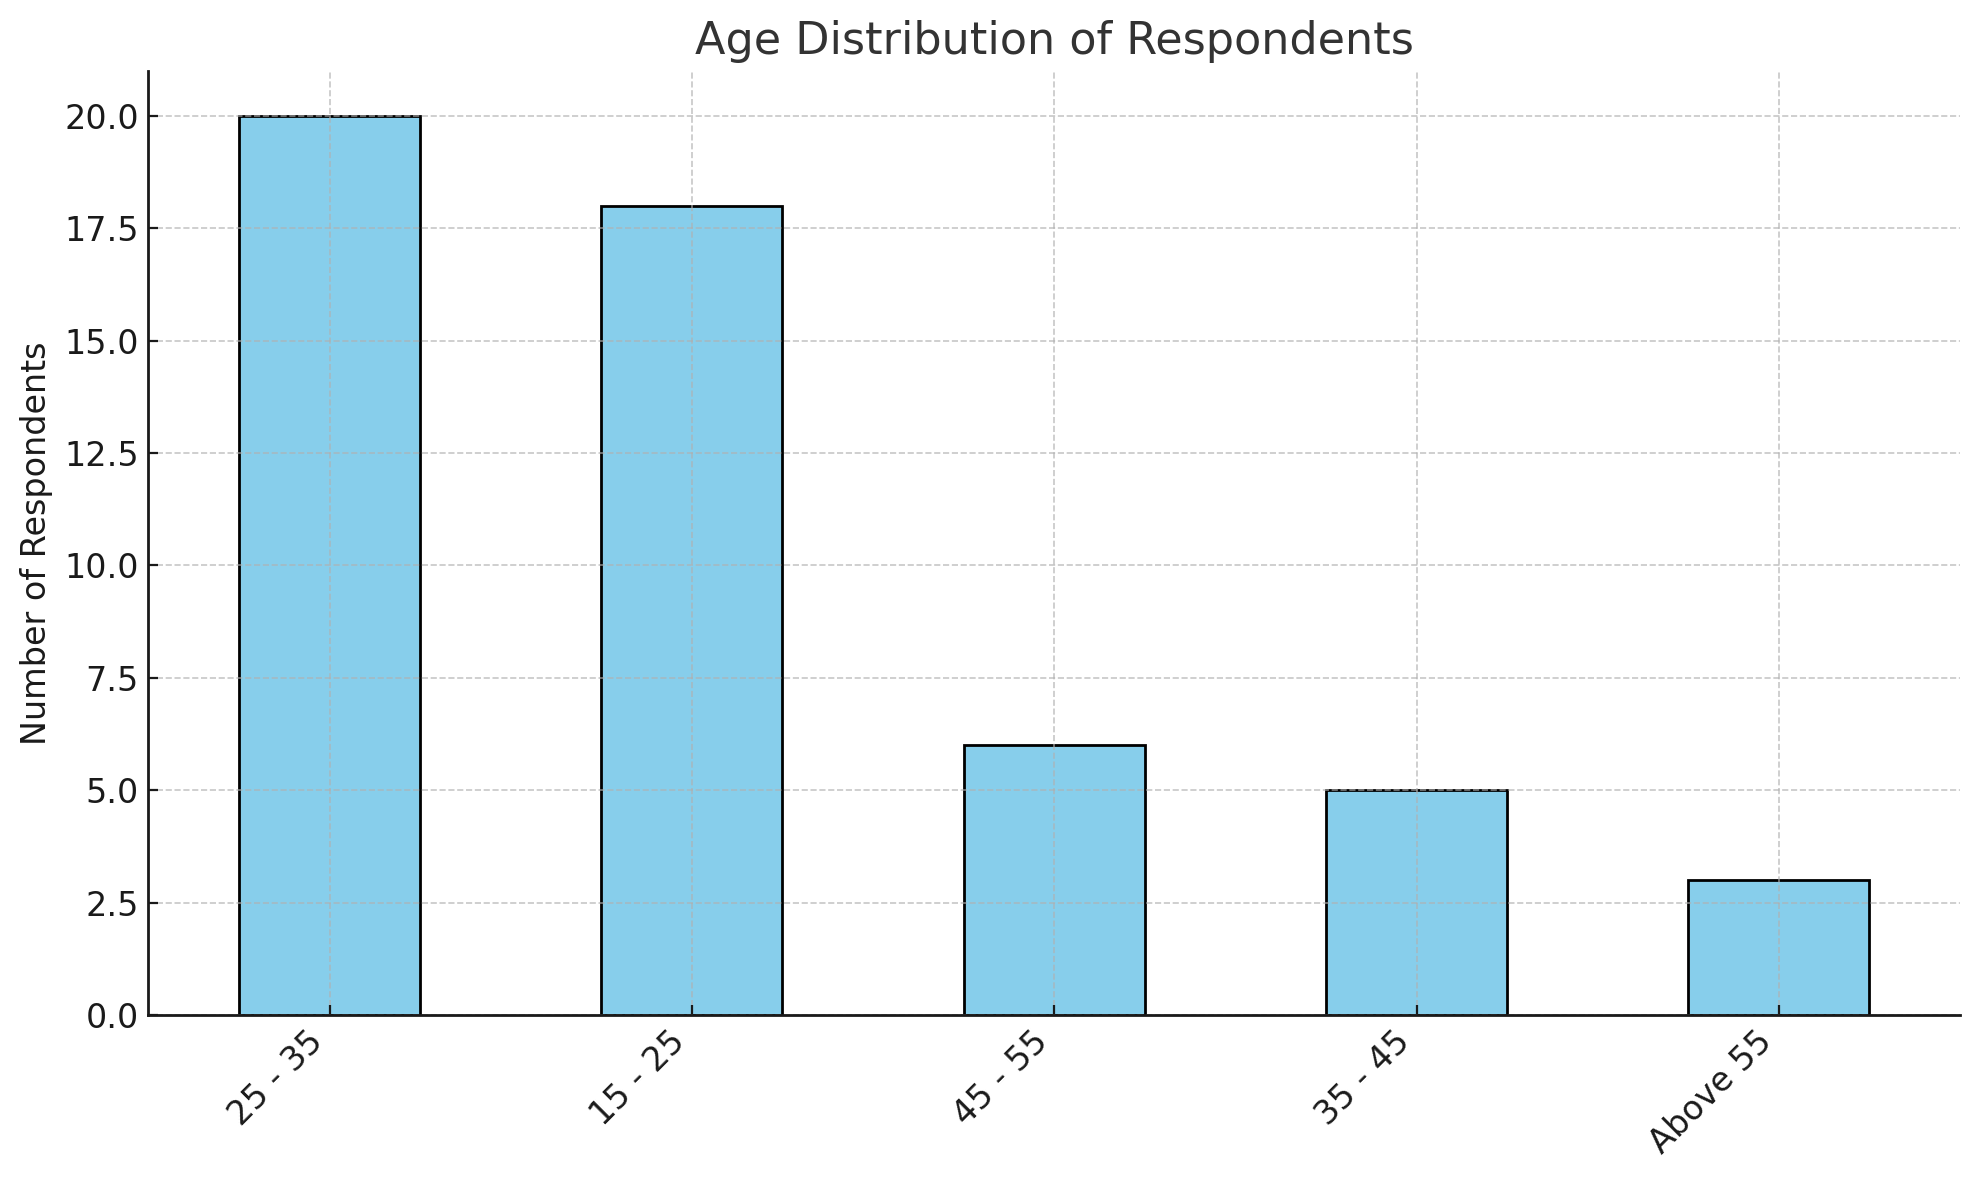 Age Distribution of Respondents
Number of Respondents
20.0
17.5
15.0
12.5
10.0
7.5
5.0
2.5
0.0
25 - 35
15 - 25
45 - 55
35 - 45
Above 55